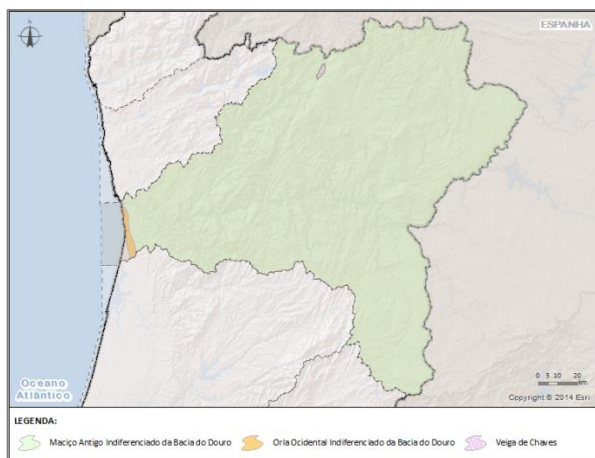 N
ESPANHA
Oceano
Atlântico
0 5 10 20
km
Copyright:© 2014 Esri
LEGENDA:
Maciço Antigo Indiferenciado da Bacia do Douro
Orla Ocidental Indiferenciado da Bacia do Douro
Veiga de Chaves